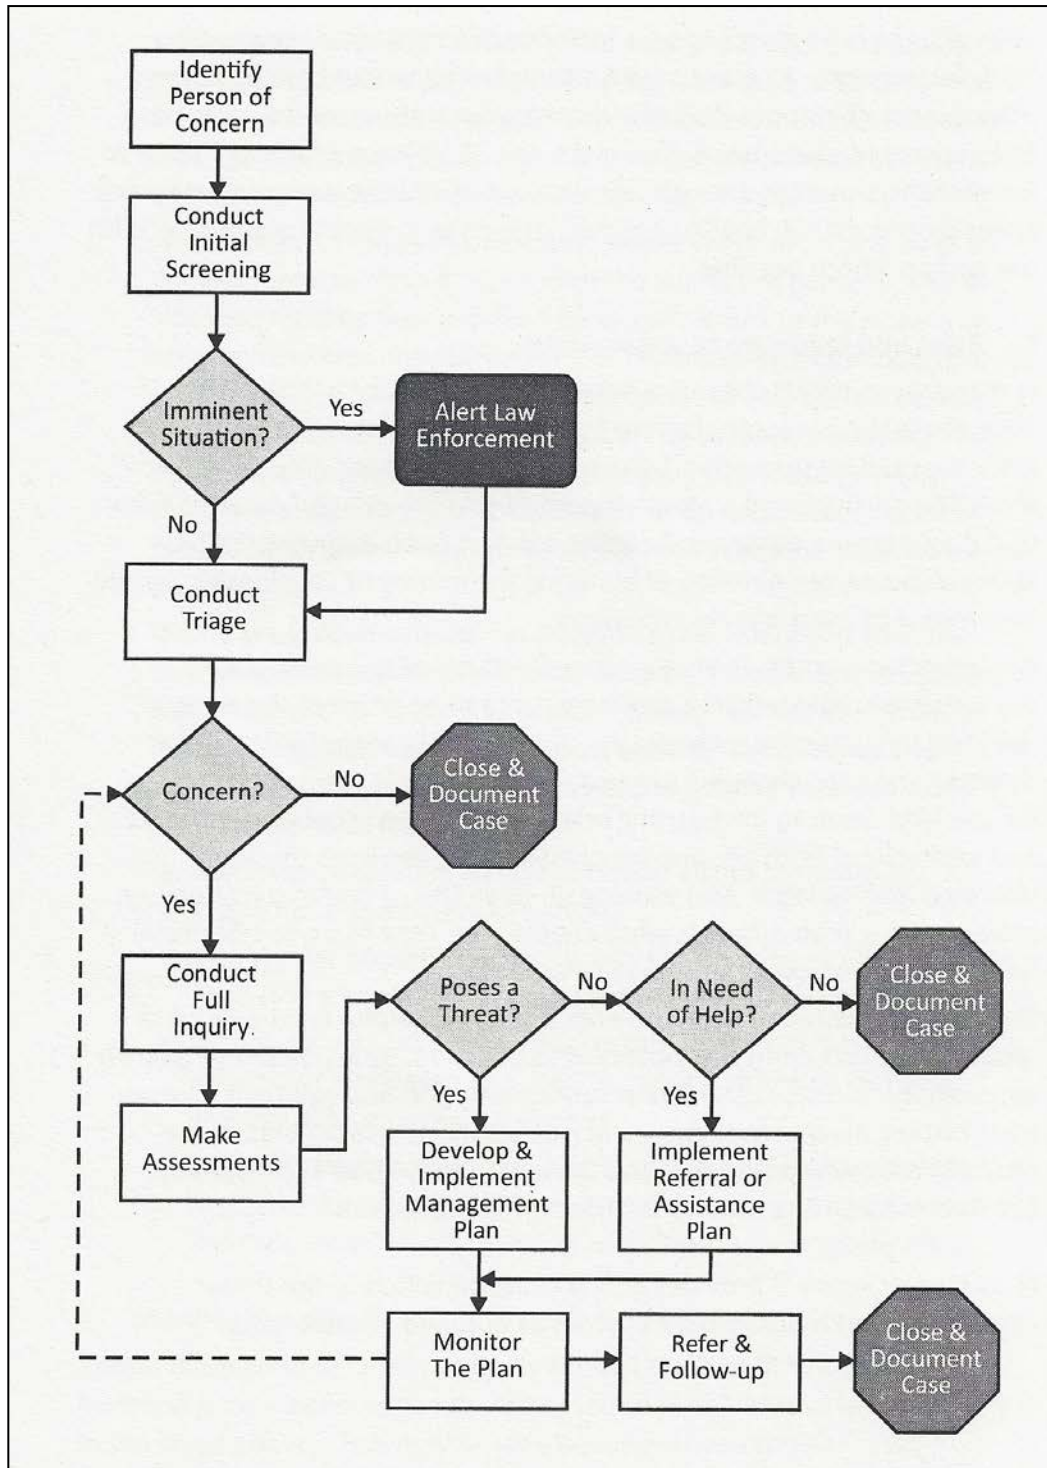 Identify
Person of
Concern
Conduct
Initial
Screening
Imminent
Situation?
Yes
Alert Law
Enforcement
No
Conduct
Triage
Concern?
No
Close &
Document
Case
Yes
Conduct
Full
Inquiry.
Make
Assessments
Poses a
Threat?
No
In Need
of Help?
No
Close &
Document
Case
Yes
Develop &
Implement
Management
Plan
Yes
Implement
Referral or
Assistance
Plan
Monitor
The Plan
Refer &
Follow-up
Close &
Document
Case